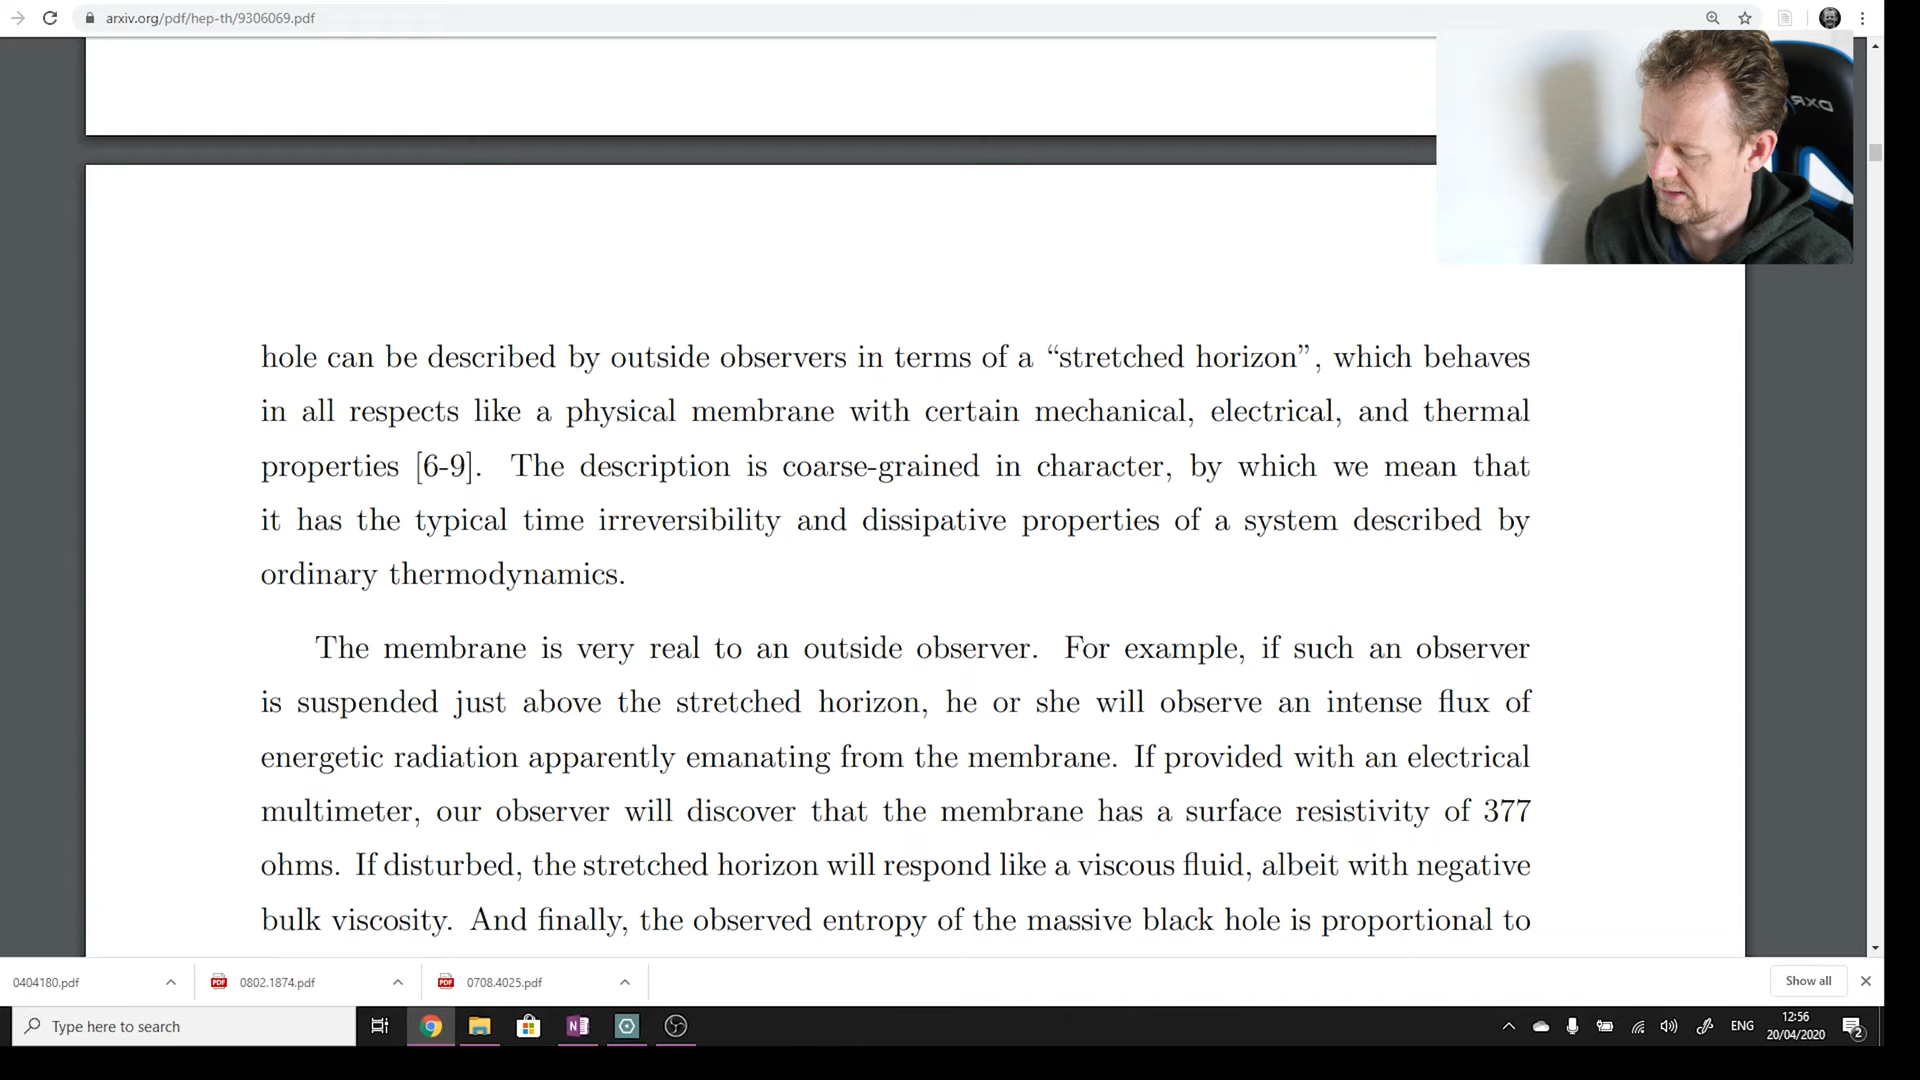 arxiv.org/pdf/hep-th/9306069.pdf
DXR
hole can be described by outside observers in terms of a “stretched horizon”, which behaves
in all respects like a physical membrane with certain mechanical, electrical, and thermal
properties [6-9]. The description is coarse-grained in character, by which we mean that
it has the typical time irreversibility and dissipative properties of a system described by
ordinary thermodynamics.
The membrane is very real to an outside observer. For example, if such an observer
is suspended just above the stretched horizon, he or she will observe an intense flux of
energetic radiation apparently emanating from the membrane. If provided with an electrical
multimeter, our observer will discover that the membrane has a surface resistivity of 377
ohms. If disturbed, the stretched horizon will respond like a viscous fluid, albeit with negative
bulk viscosity. And finally, the observed entropy of the massive black hole is proportional to
0404180.pdf 0802.1874.pdf 0708.4025.pdf Show all
Type here to search ENG 12:56
20/04/2020 2